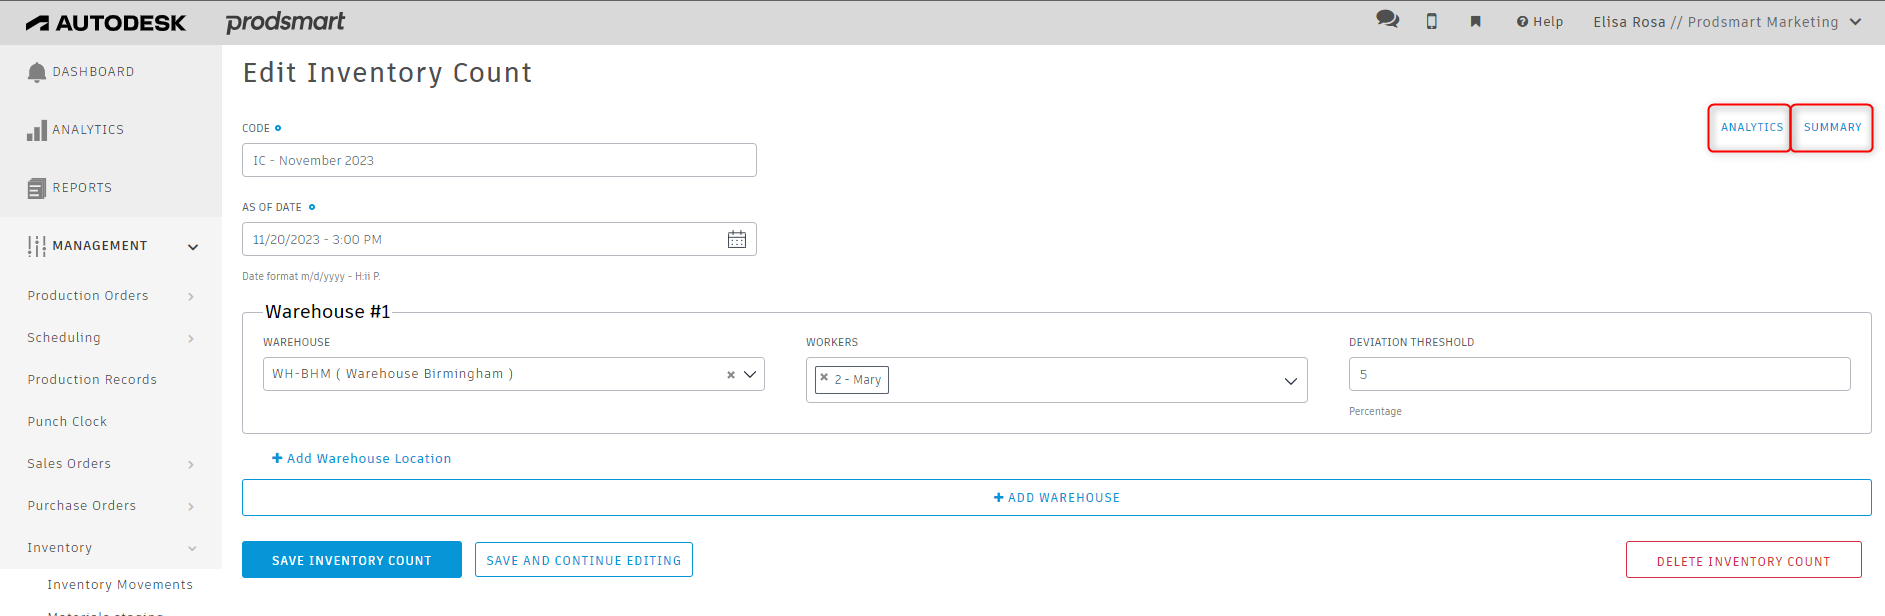 AUTODESK prodsmart
Help Elisa Rosa // Prodsmart Marketing
DASHBOARD
ANALYTICS
REPORTS
MANAGEMENT
Production Orders
Scheduling
Production Records
Punch Clock
Sales Orders
Purchase Orders
Inventory
Inventory Movements
Materials staging
Edit Inventory Count
ANALYTICS SUMMARY
CODE
IC - November 2023
AS OF DATE
11/20/2023 - 3:00 PM
Date format m/d/yyyy - H:ii P.
Warehouse #1
WAREHOUSE WORKERS DEVIATION THRESHOLD
WH-BHM ( Warehouse Birmingham ) × × 2 - Mary 5
Percentage
+ Add Warehouse Location
+ ADD WAREHOUSE
SAVE INVENTORY COUNT SAVE AND CONTINUE EDITING DELETE INVENTORY COUNT